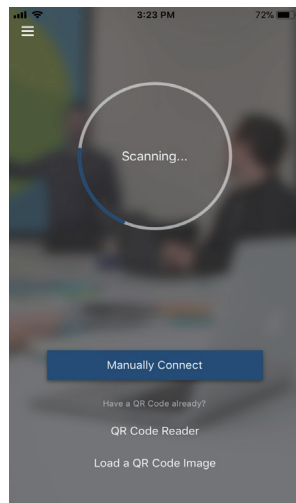 3:23 PM
72%
Scanning...
Manually Connect
Have a QR Code already?
QR Code Reader
Load a QR Code Image